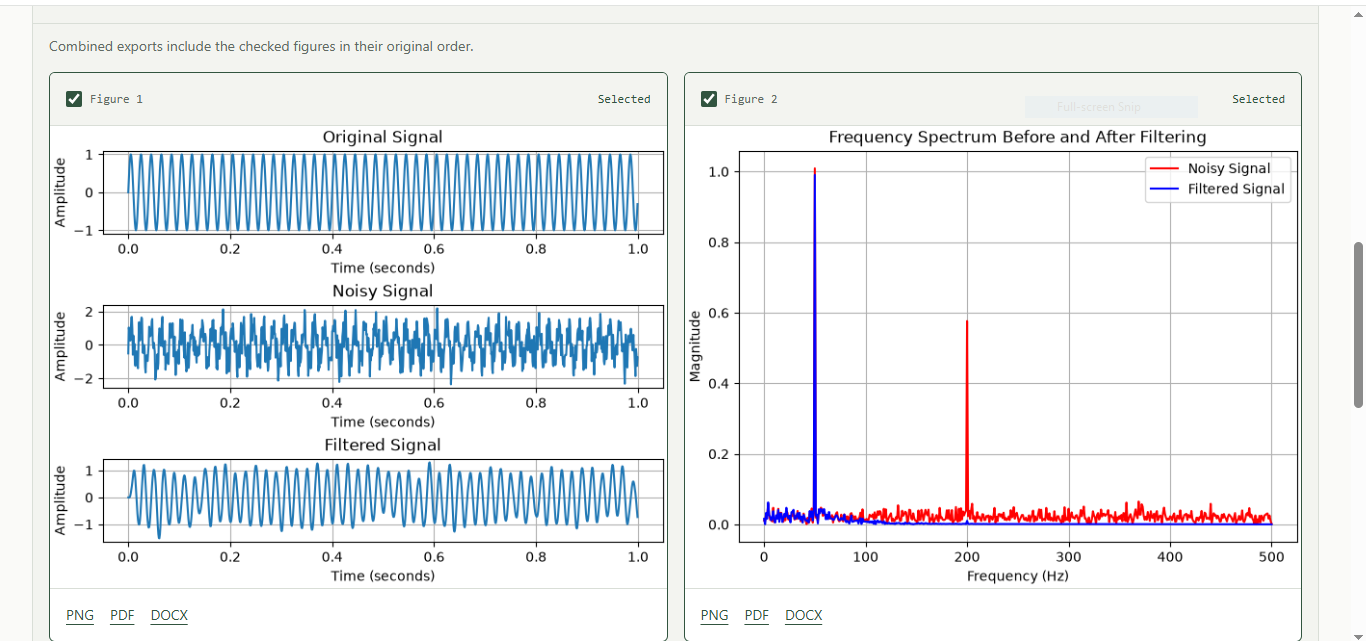 Combined exports include the checked figures in their original order.
Figure 1
Selected
Original Signal
Amplitude
1
0
−1
0.0 0.2 0.4 0.6 0.8 1.0
Time (seconds)
Noisy Signal
Amplitude
2
0
−2
0.0 0.2 0.4 0.6 0.8 1.0
Time (seconds)
Filtered Signal
Amplitude
1
0
−1
0.0 0.2 0.4 0.6 0.8 1.0
Time (seconds)
PNG PDF DOCX
Figure 2
Full-screen Snip
Selected
Frequency Spectrum Before and After Filtering
Noisy Signal
Filtered Signal
Magnitude
1.0
0.8
0.6
0.4
0.2
0.0
0 100 200 300 400 500
Frequency (Hz)
PNG PDF DOCX